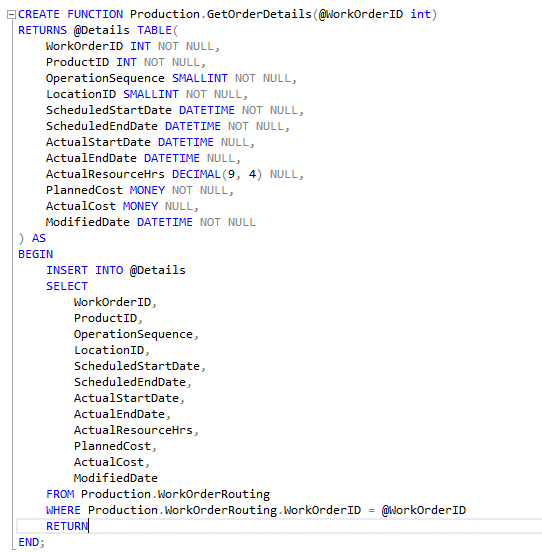 CREATE FUNCTION Production.GetOrderDetails(@WorkOrderID int)
RETURNS @Details TABLE(
    WorkOrderID INT NOT NULL,
    ProductID INT NOT NULL,
    OperationSequence SMALLINT NOT NULL,
    LocationID SMALLINT NOT NULL,
    ScheduledStartDate DATETIME NOT NULL,
    ScheduledEndDate DATETIME NOT NULL,
    ActualStartDate DATETIME NULL,
    ActualEndDate DATETIME NULL,
    ActualResourceHrs DECIMAL(9, 4) NULL,
    PlannedCost MONEY NOT NULL,
    ActualCost MONEY NULL,
    ModifiedDate DATETIME NOT NULL
) AS
BEGIN
    INSERT INTO @Details
    SELECT
        WorkOrderID,
        ProductID,
        OperationSequence,
        LocationID,
        ScheduledStartDate,
        ScheduledEndDate,
        ActualStartDate,
        ActualEndDate,
        ActualResourceHrs,
        PlannedCost,
        ActualCost,
        ModifiedDate
    FROM Production.WorkOrderRouting
    WHERE Production.WorkOrderRouting.WorkOrderID = @WorkOrderID
    RETURN
END;